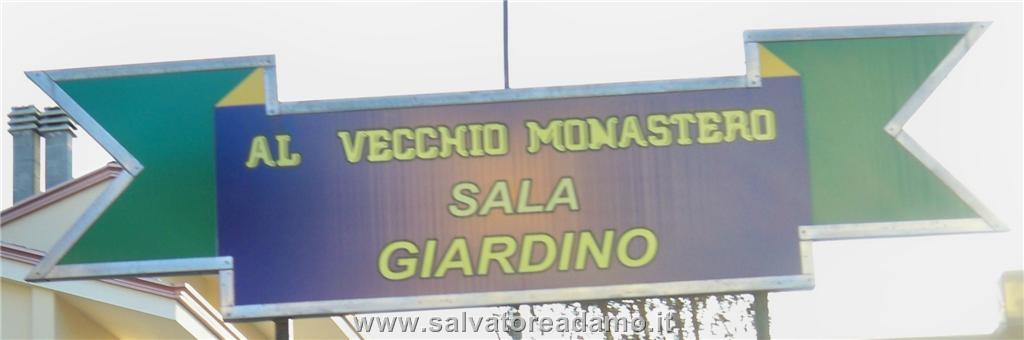 AL VECCHIO MONASTERO
SALA
GIARDINO
www.salvatoreadamo.it